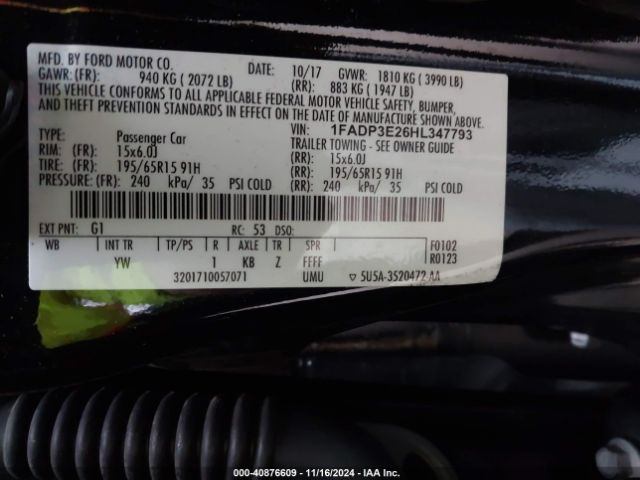 MFD. BY FORD MOTOR CO. DATE: 10/17 GVWR: 1810 KG ( 3990 LB)
GAWR: (FR): 940 KG ( 2072 LB) (RR): 883 KG ( 1947 LB)
THIS VEHICLE CONFORMS TO ALL APPLICABLE FEDERAL MOTOR VEHICLE SAFETY, BUMPER,
AND THEFT PREVENTION STANDARDS IN EFFECT ON THE DATE OF MANUFACTURE SHOWN ABOVE.
VIN: 1FADP3E26HL347793
TYPE: Passenger Car TRAILER TOWING - SEE OWNER GUIDE
RIM: (FR): 15x6.0J (RR): 15x6.0J
TIRE: (FR): 195/65R15 91H (RR): 195/65R15 91H
PRESSURE: (FR): 240 kPa/ 35 PSI COLD (RR): 240 kPa/ 35 PSI COLD
EXT PNT: G1 RC: 53 DSO:
WB INT TR TP/PS R AXLE TR SPR F0102
YW 1 KB Z FFFF R0123
3201710057071 UMU 5U5A-3520472-AA
000-40876609 - 11/16/2024 - IAA Inc.